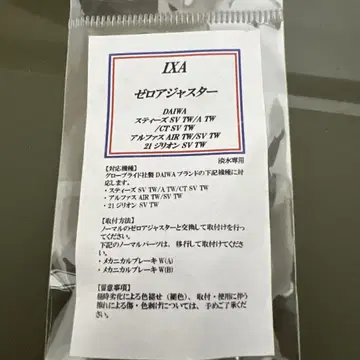 IXA
ゼロアジャスター
DAIWA
スティーズ SV TW/A TW
/CT SV TW
アルファス AIR TW/SV TW
21 ジリオン SV TW
淡水専用
【対応機種】
グローブライド社製 DAIWA ブランドの下記機種に対
応します。
・スティーズ SV TW/A TW/CT SV TW
・アルファス AIR TW/SV TW
・21 ジリオン SV TW
【取付方法】
ノーマルのゼロアジャスターと交換して取付けを行っ
てください。
下記のノーマルパーツは、移行して取付けてくださ
い。
・メカニカルブレーキ W(A)
・メカニカルブレーキ W(B)
【留意事項】
経時劣化による色褪せ（褪色）、取付・使用に伴う
擦れによる傷・色剥げについては、予めご了承くだ
さい。